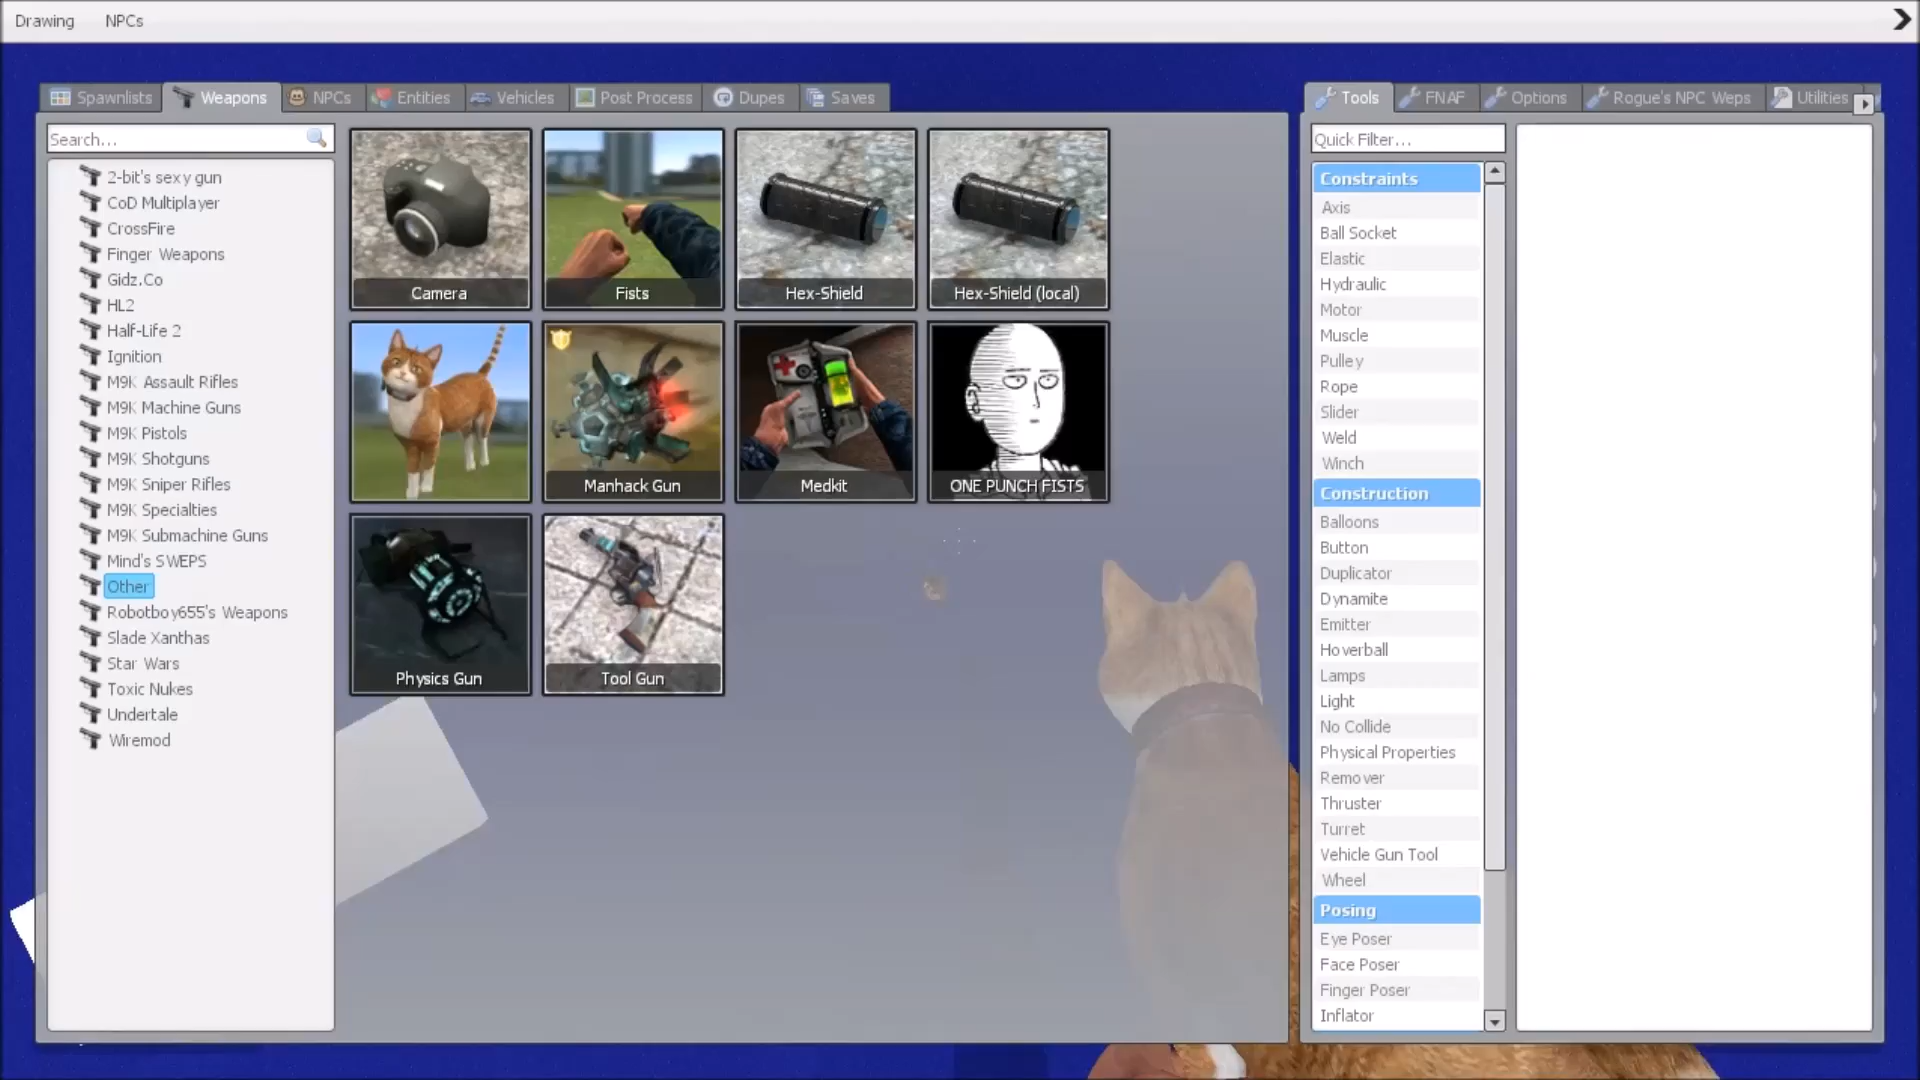 Drawing NPCs
Spawnlists Weapons NPCs Entities Vehicles Post Process Dupes Saves
Search...
2-bit's sexy gun
CoD Multiplayer
CrossFire
Finger Weapons
Gidz.Co
HL2
Half-Life 2
Ignition
M9K Assault Rifles
M9K Machine Guns
M9K Pistols
M9K Shotguns
M9K Sniper Rifles
M9K Specialties
M9K Submachine Guns
Mind's SWEPS
Other
Robotboy655's Weapons
Slade Xanthas
Star Wars
Toxic Nukes
Undertale
Wiremod
Camera
Fists
Hex-Shield
Hex-Shield (local)
Manhack Gun
Medkit
ONE PUNCH FISTS
Physics Gun
Tool Gun
Tools FNAF Options Rogue's NPC Weps Utilities
Quick Filter...
Constraints
Axis
Ball Socket
Elastic
Hydraulic
Motor
Muscle
Pulley
Rope
Slider
Weld
Winch
Construction
Balloons
Button
Duplicator
Dynamite
Emitter
Hoverball
Lamps
Light
No Collide
Physical Properties
Remover
Thruster
Turret
Vehicle Gun Tool
Wheel
Posing
Eye Poser
Face Poser
Finger Poser
Inflator